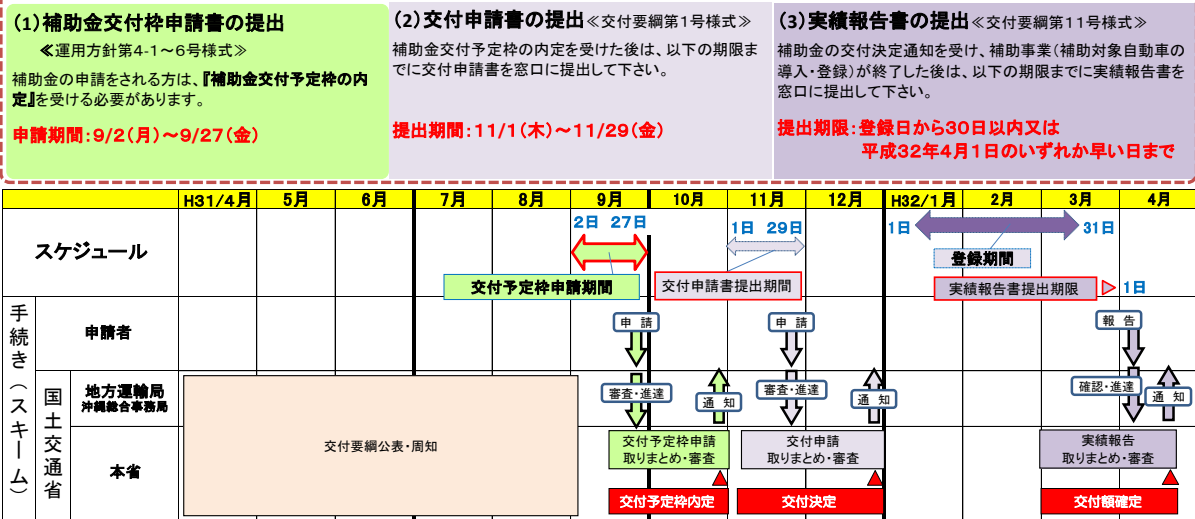 (1)補助金交付枠申請書の提出
≪運用方針第4-1～6号様式≫
補助金の申請をされる方は、『補助金交付予定枠の内
定』を受ける必要があります。
申請期間:9/2(月)～9/27(金)
(2)交付申請書の提出≪交付要綱第1号様式≫
補助金交付予定枠の内定を受けた後は、以下の期限ま
でに交付申請書を窓口に提出して下さい。
提出期間:11/1(木)～11/29(金)
(3)実績報告書の提出≪交付要綱第11号様式≫
補助金の交付決定通知を受け、補助事業(補助対象自動車の
導入・登録)が終了した後は、以下の期限までに実績報告書を
窓口に提出して下さい。
提出期限:登録日から30日以内又は
平成32年4月1日のいずれか早い日まで
H31/4月 5月 6月 7月 8月 9月 10月 11月 12月 H32/1月 2月 3月 4月
スケジュール
2日 27日
交付予定枠申請期間
1日 29日
交付申請書提出期間
1日 31日
登録期間
実績報告書提出期限 1日
手続き(スキーム)
申請者
申請 申請 報告
国土交通省
地方運輸局
沖縄総合事務局
審査・進達 通知 審査・進達 通知 確認・進達 通知
本省
交付要綱公表・周知
交付予定枠申請
取りまとめ・審査
交付予定枠内定
交付申請
取りまとめ・審査
交付決定
実績報告
取りまとめ・審査
交付額確定